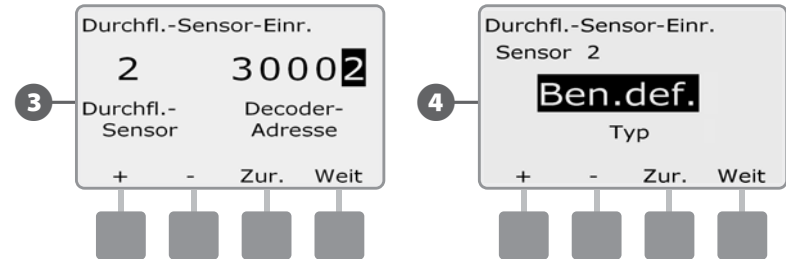 3
Durchfl.-Sensor-Einr.
2 30002
Durchfl.- Decoder-
Sensor Adresse
+ - Zur. Weit
4
Durchfl.-Sensor-Einr.
Sensor 2
Ben.def.
Typ
+ - Zur. Weit